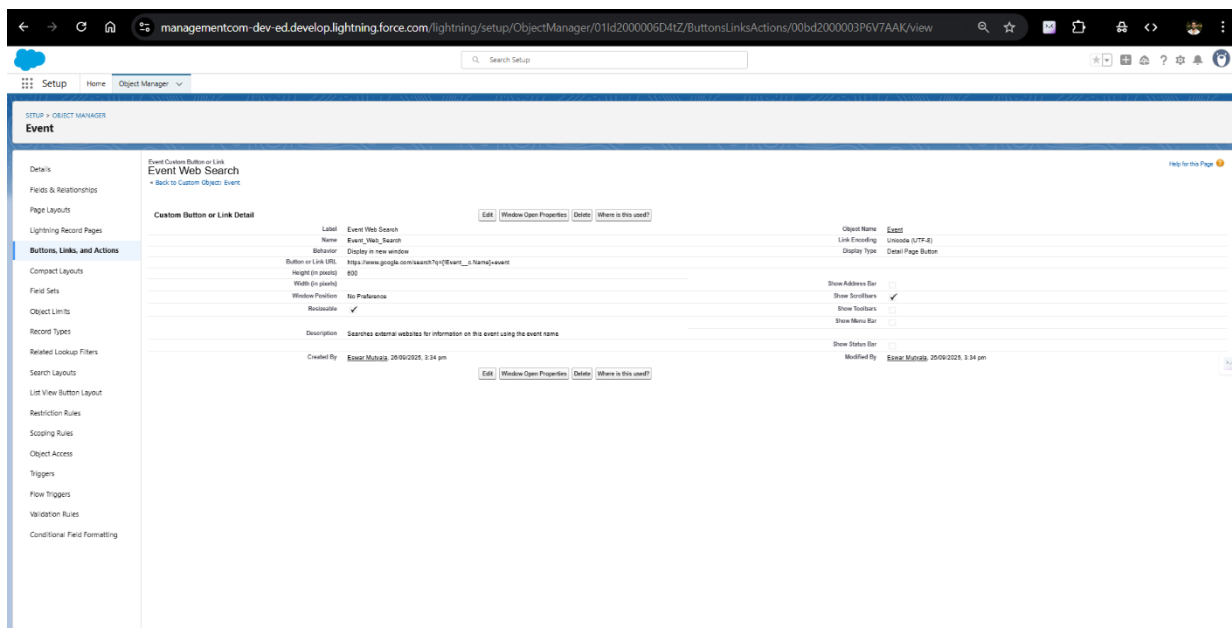 managementcom-dev-ed.develop.lightning.force.com/lightning/setup/ObjectManager/01Id2000006D4tZ/ButtonsLinksActions/00bd2000003P6V7AAK/view
Search Setup
Setup Home Object Manager
SETUP > OBJECT MANAGER
Event
Details
Fields & Relationships
Page Layouts
Lightning Record Pages
Buttons, Links, and Actions
Compact Layouts
Field Sets
Object Limits
Record Types
Related Lookup Filters
Search Layouts
List View Button Layout
Restriction Rules
Scoping Rules
Object Access
Triggers
Flow Triggers
Validation Rules
Conditional Field Formatting
Event Custom Button or Link
Event Web Search
« Back to Custom Object: Event
Help for this Page
Custom Button or Link Detail Edit Window Open Properties Delete Where is this used?
Label Event Web Search Object Name Event
Name Event_Web_Search Link Encoding Unicode (UTF-8)
Behavior Display in new window Display Type Detail Page Button
Button or Link URL https://www.google.com/search?q={!Event__c.Name}+event
Height (in pixels) 600
Width (in pixels) Show Address Bar
Window Position No Preference Show Scrollbars ✓
Resizeable ✓ Show Toolbars
Show Menu Bar
Description Searches external websites for information on this event using the event name
Show Status Bar
Created By Eswar Mutyala, 26/09/2025, 3:34 pm Modified By Eswar Mutyala, 26/09/2025, 3:34 pm
Edit Window Open Properties Delete Where is this used?